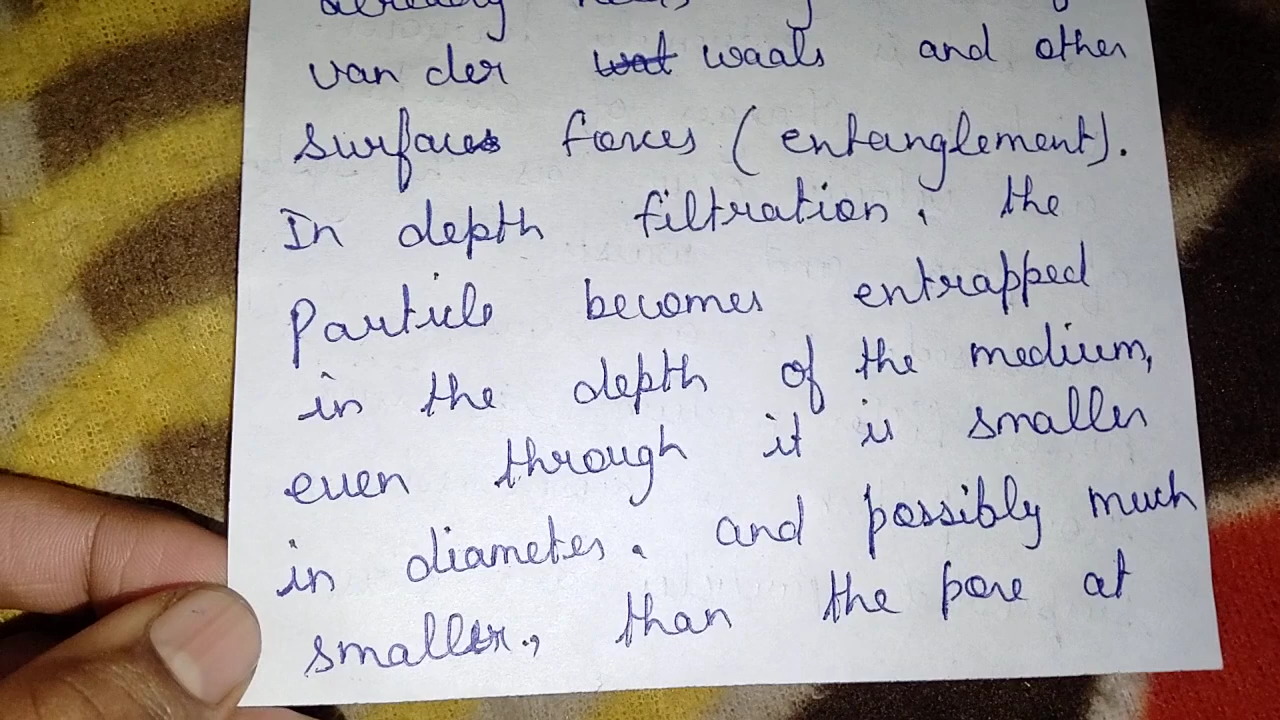 already
van der waals and other
surfaces forces (entanglement).
In depth filtration, the
Particle becomes entrapped
in the depth of the medium,
even through it is smaller
in diameter. and possibly much
smaller., than the pore at